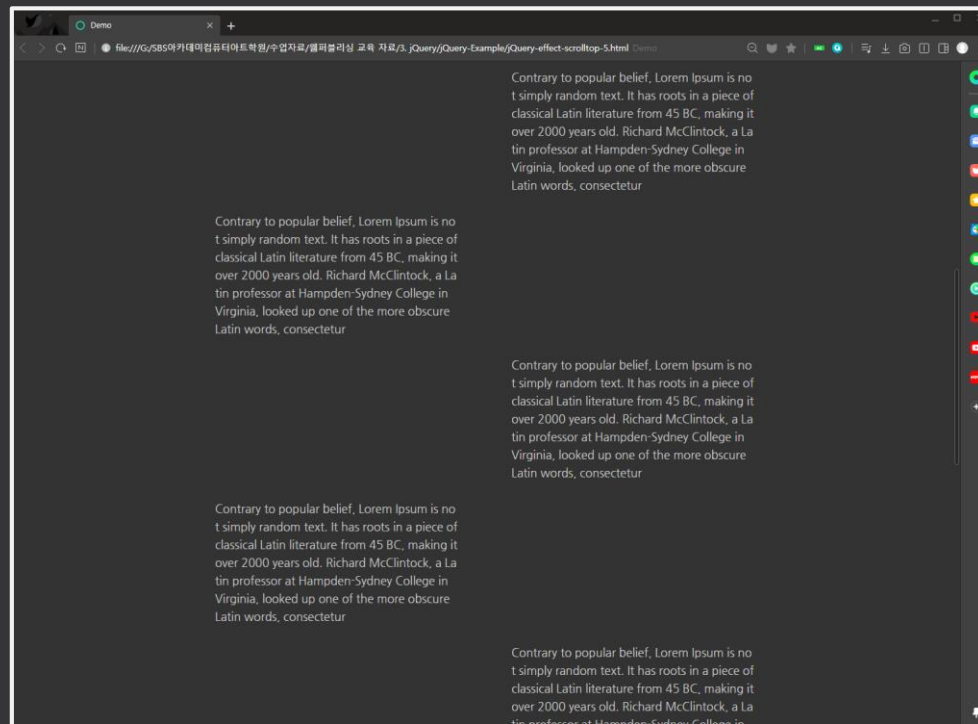 Demo
file:///G:/SBS아카데미컴퓨터아트학원/수업자료/웹퍼블리싱 교육 자료/3. jQuery/jQuery-Example/jQuery-effect-scrolltop-5.html Demo
Contrary to popular belief, Lorem Ipsum is no
t simply random text. It has roots in a piece of
classical Latin literature from 45 BC, making it
over 2000 years old. Richard McClintock, a La
tin professor at Hampden-Sydney College in
Virginia, looked up one of the more obscure
Latin words, consectetur
Contrary to popular belief, Lorem Ipsum is no
t simply random text. It has roots in a piece of
classical Latin literature from 45 BC, making it
over 2000 years old. Richard McClintock, a La
tin professor at Hampden-Sydney College in
Virginia, looked up one of the more obscure
Latin words, consectetur
Contrary to popular belief, Lorem Ipsum is no
t simply random text. It has roots in a piece of
classical Latin literature from 45 BC, making it
over 2000 years old. Richard McClintock, a La
tin professor at Hampden-Sydney College in
Virginia, looked up one of the more obscure
Latin words, consectetur
Contrary to popular belief, Lorem Ipsum is no
t simply random text. It has roots in a piece of
classical Latin literature from 45 BC, making it
over 2000 years old. Richard McClintock, a La
tin professor at Hampden-Sydney College in
Virginia, looked up one of the more obscure
Latin words, consectetur
Contrary to popular belief, Lorem Ipsum is no
t simply random text. It has roots in a piece of
classical Latin literature from 45 BC, making it
over 2000 years old. Richard McClintock, a La
tin professor at Hampden-Sydney College in